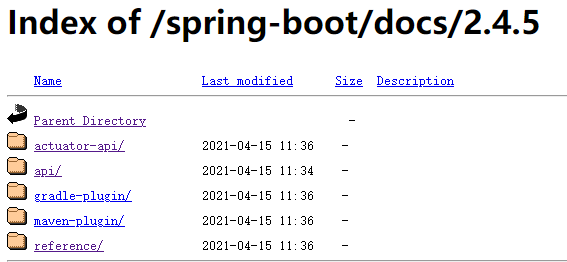 Index of /spring-boot/docs/2.4.5
Name Last modified Size Description
Parent Directory -
actuator-api/ 2021-04-15 11:36 -
api/ 2021-04-15 11:34 -
gradle-plugin/ 2021-04-15 11:36 -
maven-plugin/ 2021-04-15 11:36 -
reference/ 2021-04-15 11:36 -